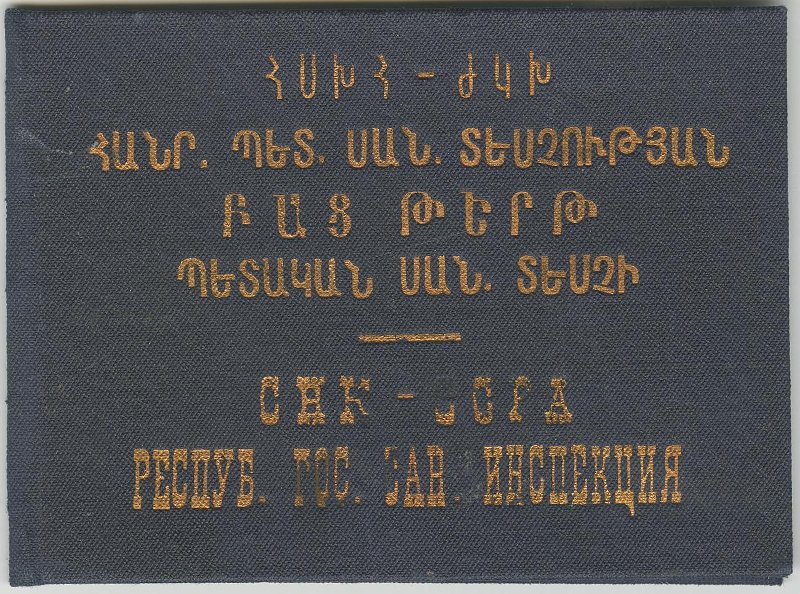 ՀՍԽՀ - ԺԿԽ
ՀԱՆՐ. ՊԵՏ. ՍԱՆ. ՏԵՍՉՈՒԹՅԱՆ
ԲԱՑ ԹԵՐԹ
ՊԵՏԱԿԱՆ ՍԱՆ. ՏԵՍՉԻ
СНК - ССРА
РЕСПУБ. ГОС. САН. ИНСПЕКЦИЯ